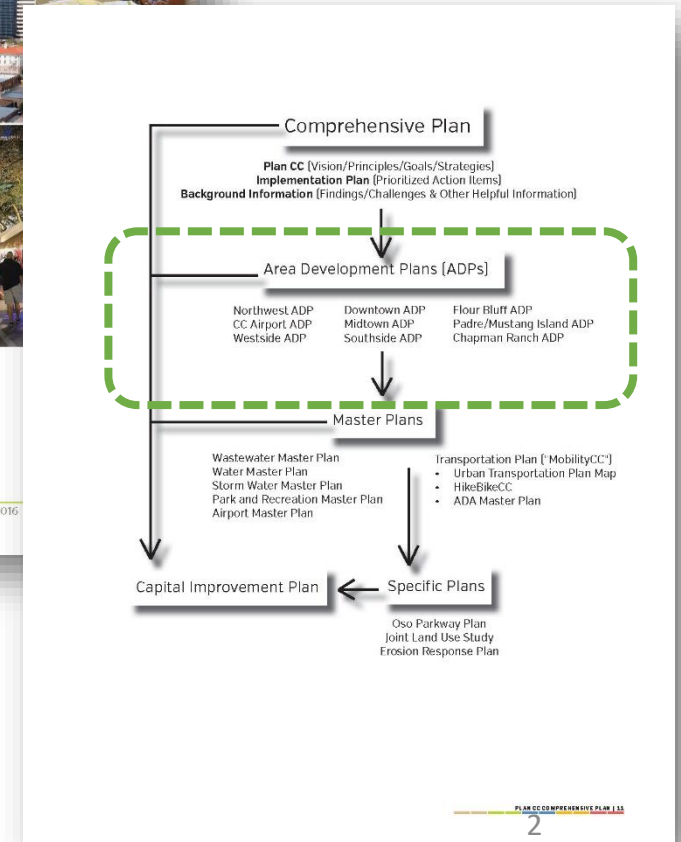 Comprehensive Plan
Plan CC (Vision/Principles/Goals/Strategies)
Implementation Plan (Prioritized Action Items)
Background Information (Findings/Challenges & Other Helpful Information)
Area Development Plans (ADPs)
Northwest ADP
CC Airport ADP
Westside ADP
Downtown ADP
Midtown ADP
Southside ADP
Flour Bluff ADP
Padre/Mustang Island ADP
Chapman Ranch ADP
Master Plans
Wastewater Master Plan
Water Master Plan
Storm Water Master Plan
Park and Recreation Master Plan
Airport Master Plan
Transportation Plan ("MobilityCC")
• Urban Transportation Plan Map
• HikeBikeCC
• ADA Master Plan
Capital Improvement Plan
Specific Plans
Oso Parkway Plan
Joint Land Use Study
Erosion Response Plan
016
PLAN CC COMPREHENSIVE PLAN | 11
2